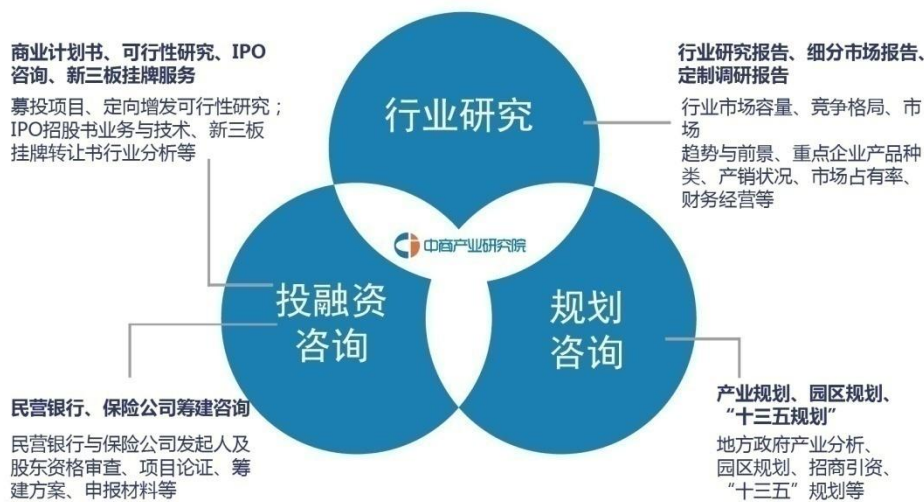 商业计划书、可行性研究、IPO
咨询、新三板挂牌服务
募投项目、定向增发可行性研究；
IPO招股书业务与技术、新三板
挂牌转让书行业分析等
行业研究
行业研究报告、细分市场报告、
定制调研报告
行业市场容量、竞争格局、市
场
趋势与前景、重点企业产品种
类、产销状况、市场占有率、
财务经营等
中商产业研究院
投融资
咨询
规划
咨询
民营银行、保险公司筹建咨询
民营银行与保险公司发起人及
股东资格审查、项目论证、筹
建方案、申报材料等
产业规划、园区规划、
“十三五规划”
地方政府产业分析、
园区规划、招商引资、
“十三五”规划等